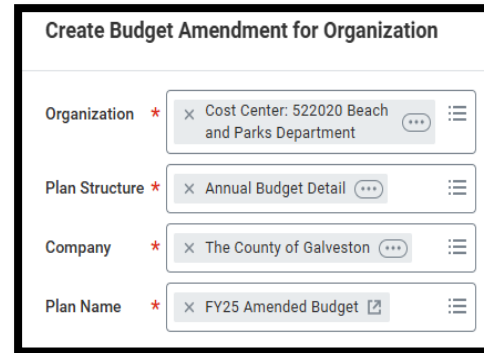 Create Budget Amendment for Organization
Organization * × Cost Center: 522020 Beach
and Parks Department
Plan Structure * × Annual Budget Detail
Company * × The County of Galveston
Plan Name * × FY25 Amended Budget